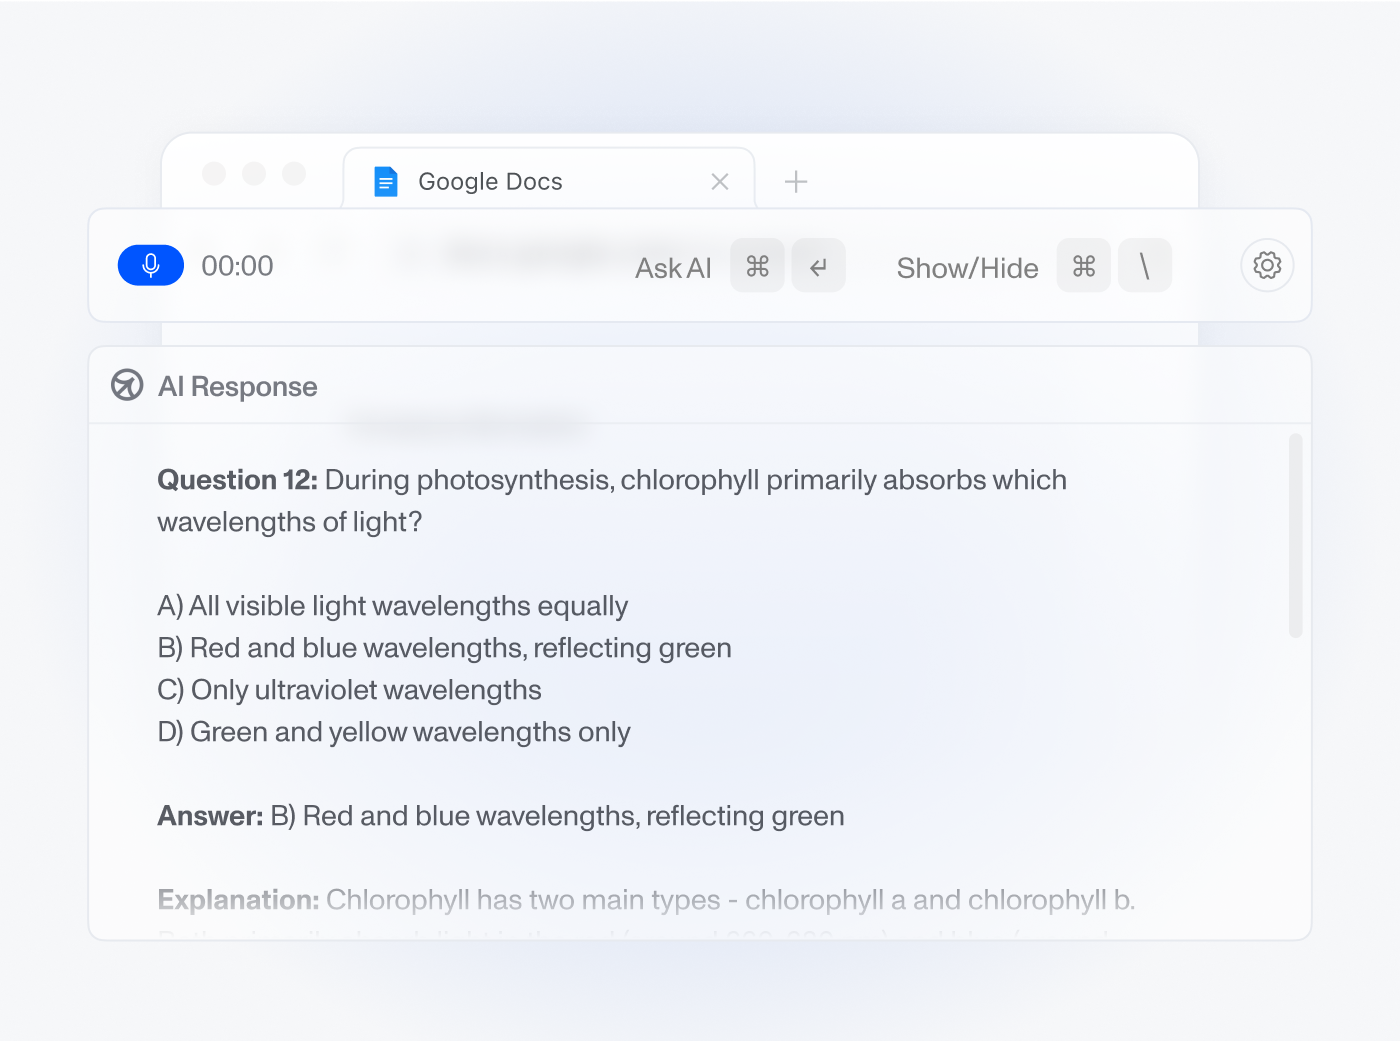 Google Docs
00:00
Ask AI ⌘ ↵ Show/Hide ⌘ \
AI Response
Question 12: During photosynthesis, chlorophyll primarily absorbs which
wavelengths of light?
A) All visible light wavelengths equally
B) Red and blue wavelengths, reflecting green
C) Only ultraviolet wavelengths
D) Green and yellow wavelengths only
Answer: B) Red and blue wavelengths, reflecting green
Explanation: Chlorophyll has two main types - chlorophyll a and chlorophyll b.